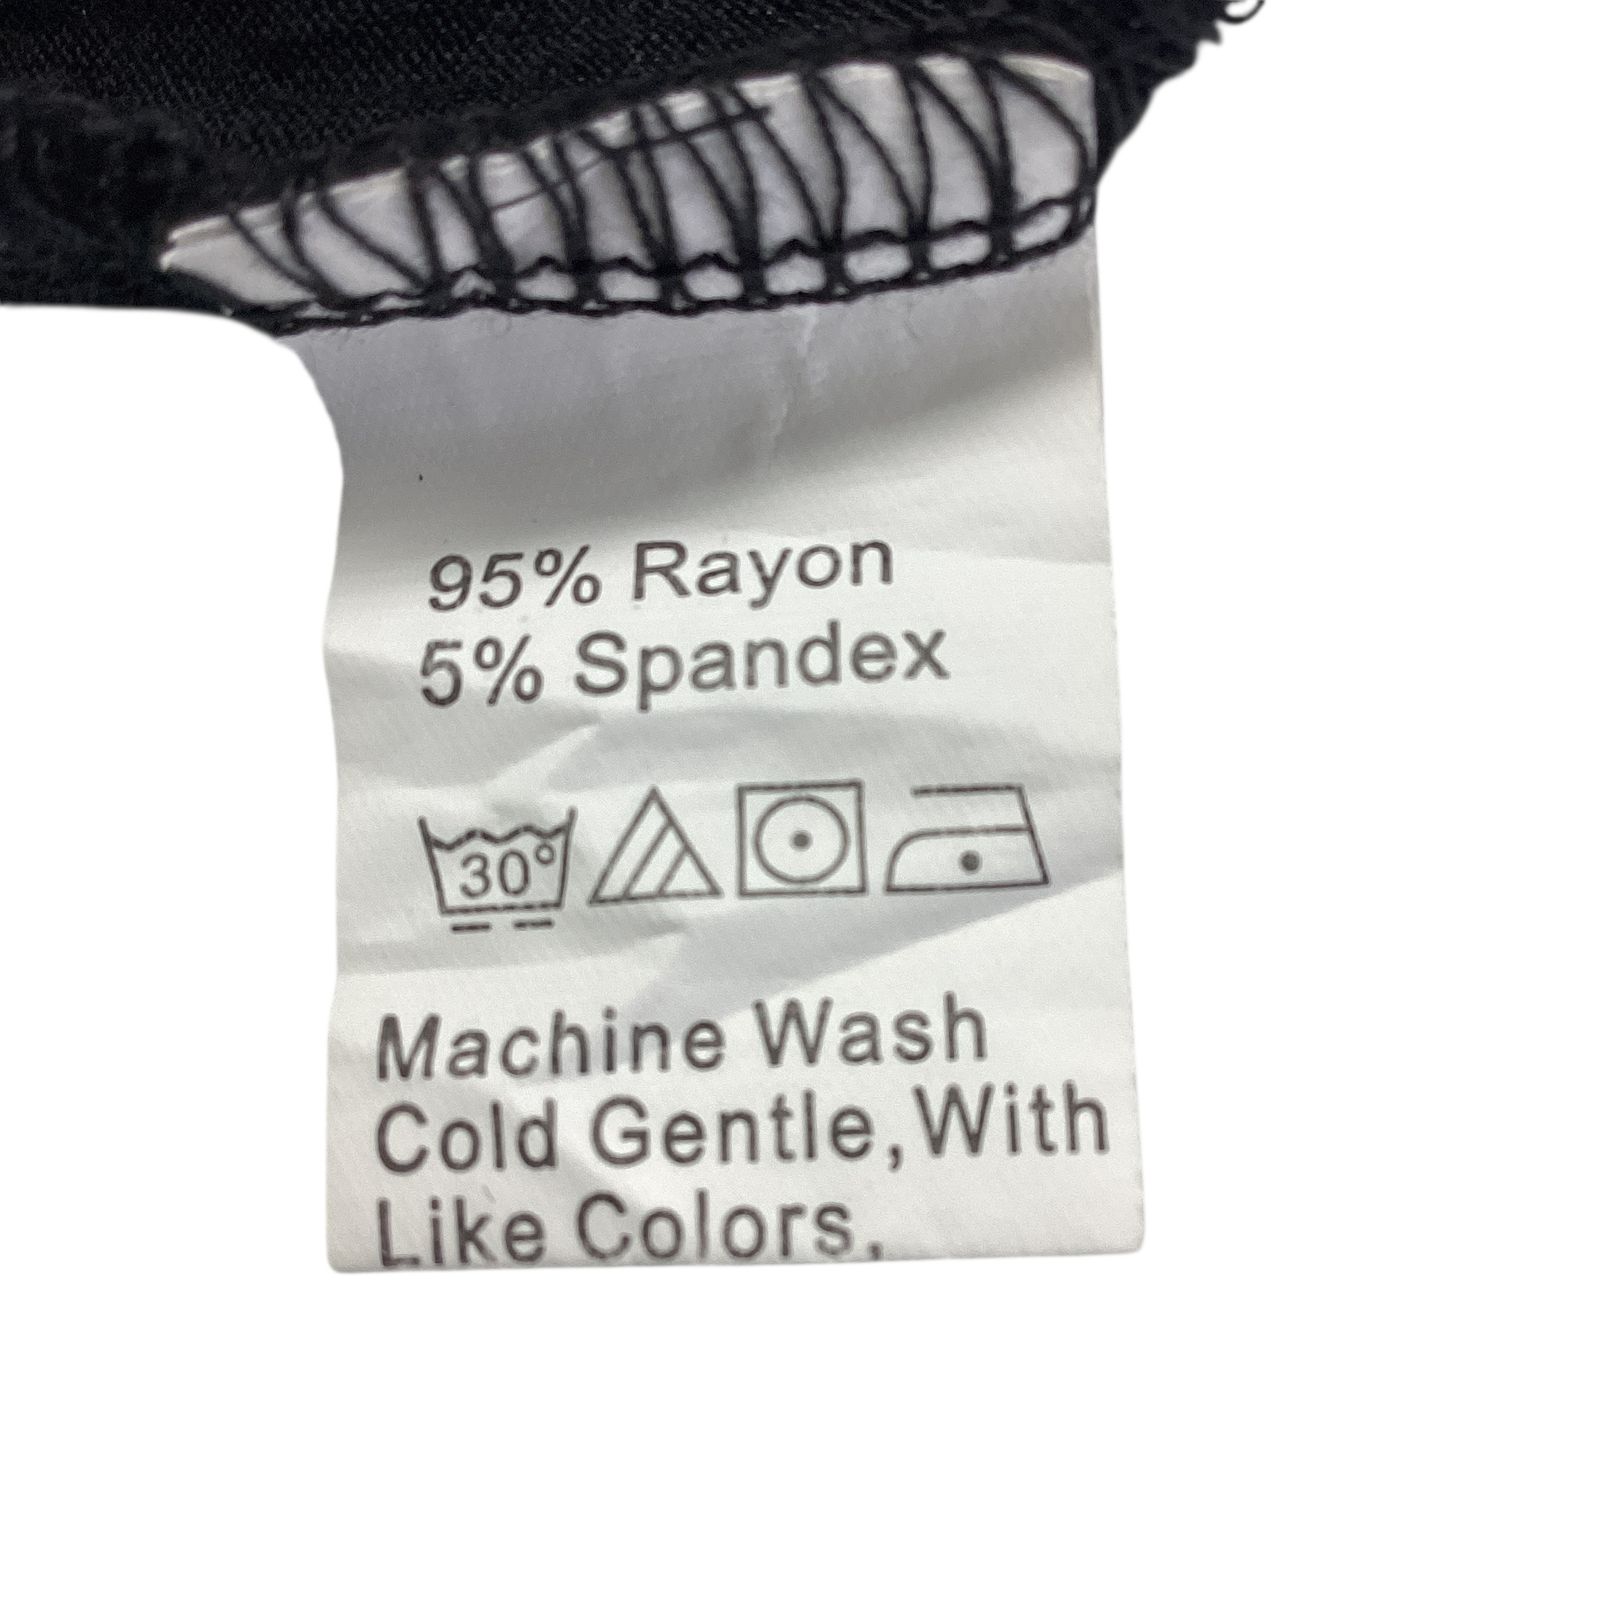 95% Rayon
5% Spandex
30°
Machine Wash
Cold Gentle,With
Like Colors,